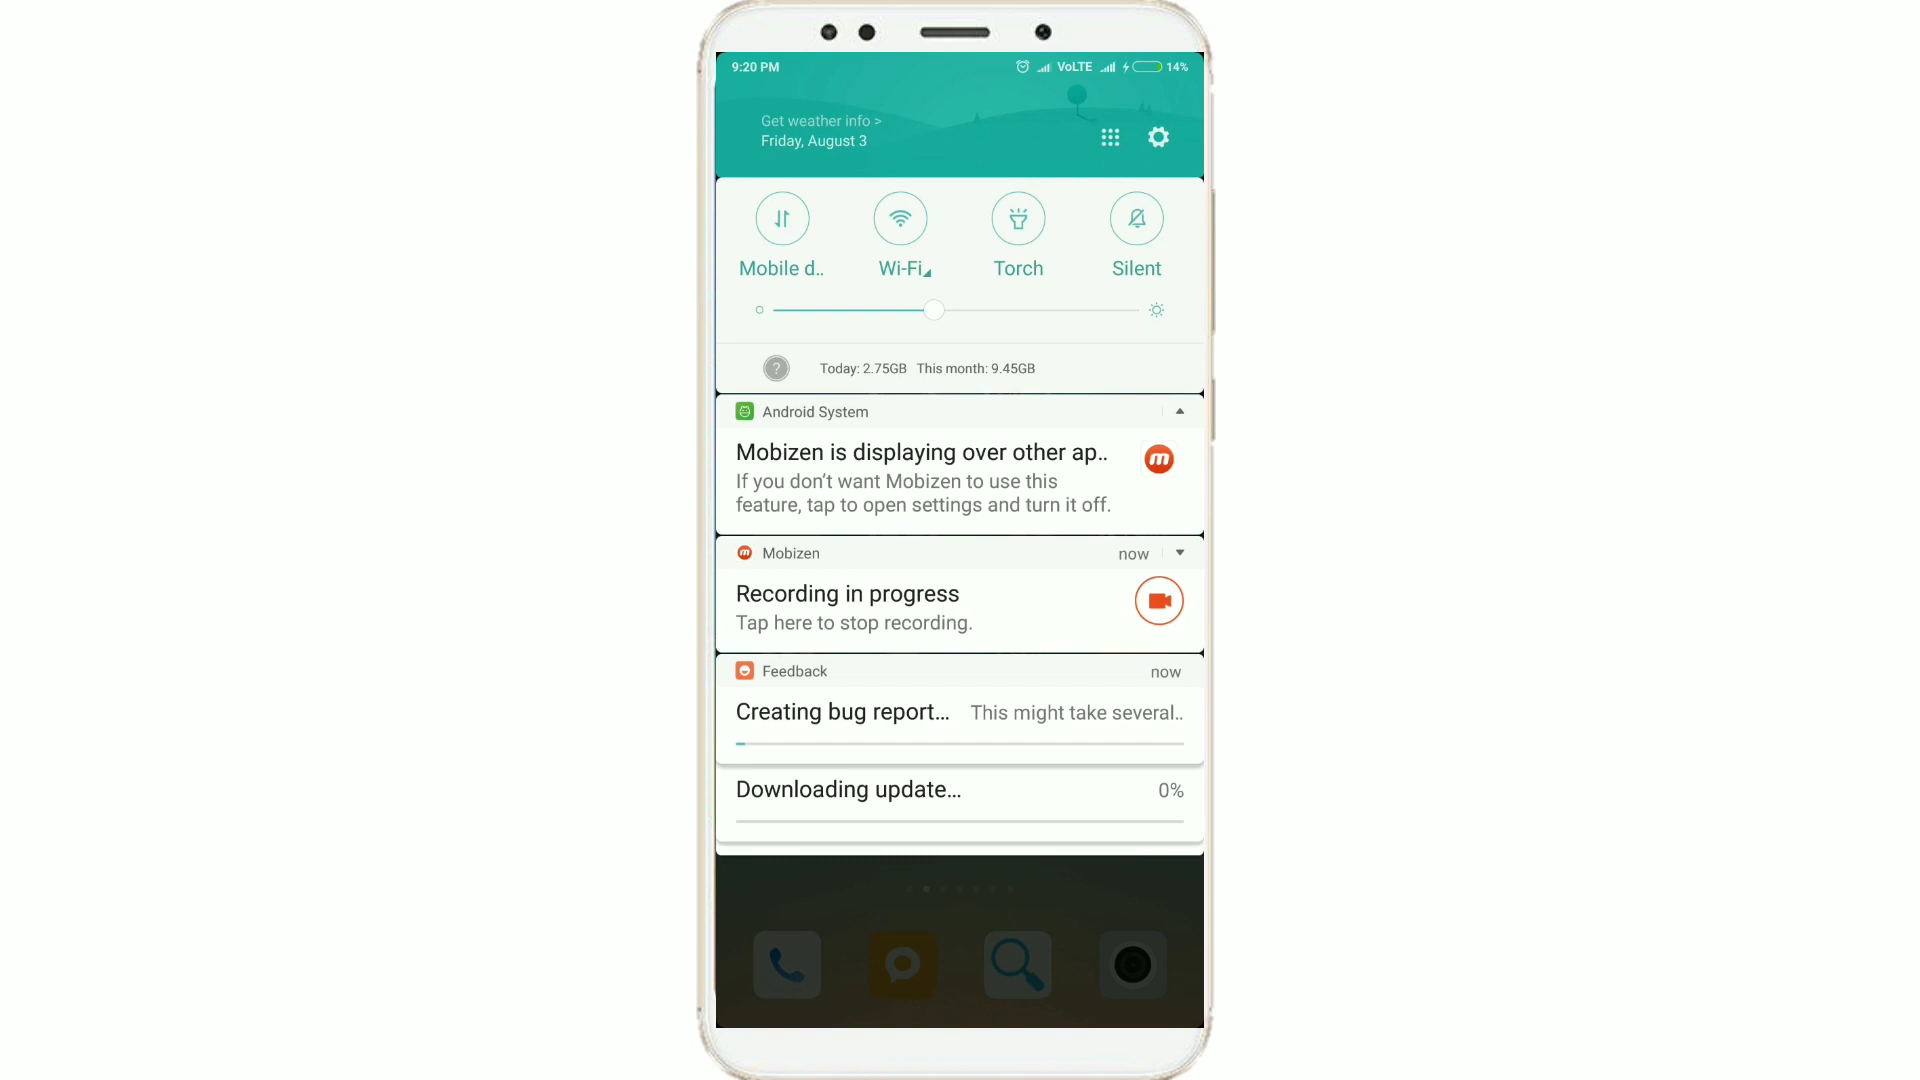 9:20 PM VoLTE 14%
Get weather info >
Friday, August 3
Mobile d.. Wi-Fi Torch Silent
? Today: 2.75GB This month: 9.45GB
Android System
Mobizen is displaying over other ap..
If you don’t want Mobizen to use this
feature, tap to open settings and turn it off.
m Mobizen now
Recording in progress
Tap here to stop recording.
Feedback now
Creating bug report... This might take several..
Downloading update... 0%